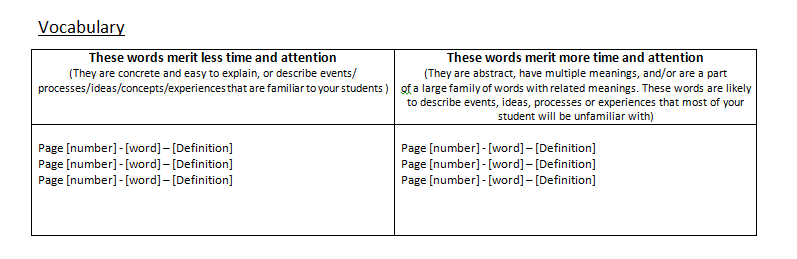 Vocabulary
These words merit less time and attention
(They are concrete and easy to explain, or describe events/
processes/ideas/concepts/experiences that are familiar to your students )
These words merit more time and attention
(They are abstract, have multiple meanings, and/or are a part
of a large family of words with related meanings. These words are likely
to describe events, ideas, processes or experiences that most of your
student will be unfamiliar with)
Page [number] - [word] – [Definition]
Page [number] - [word] – [Definition]
Page [number] - [word] – [Definition]
Page [number] - [word] – [Definition]
Page [number] - [word] – [Definition]
Page [number] - [word] – [Definition]